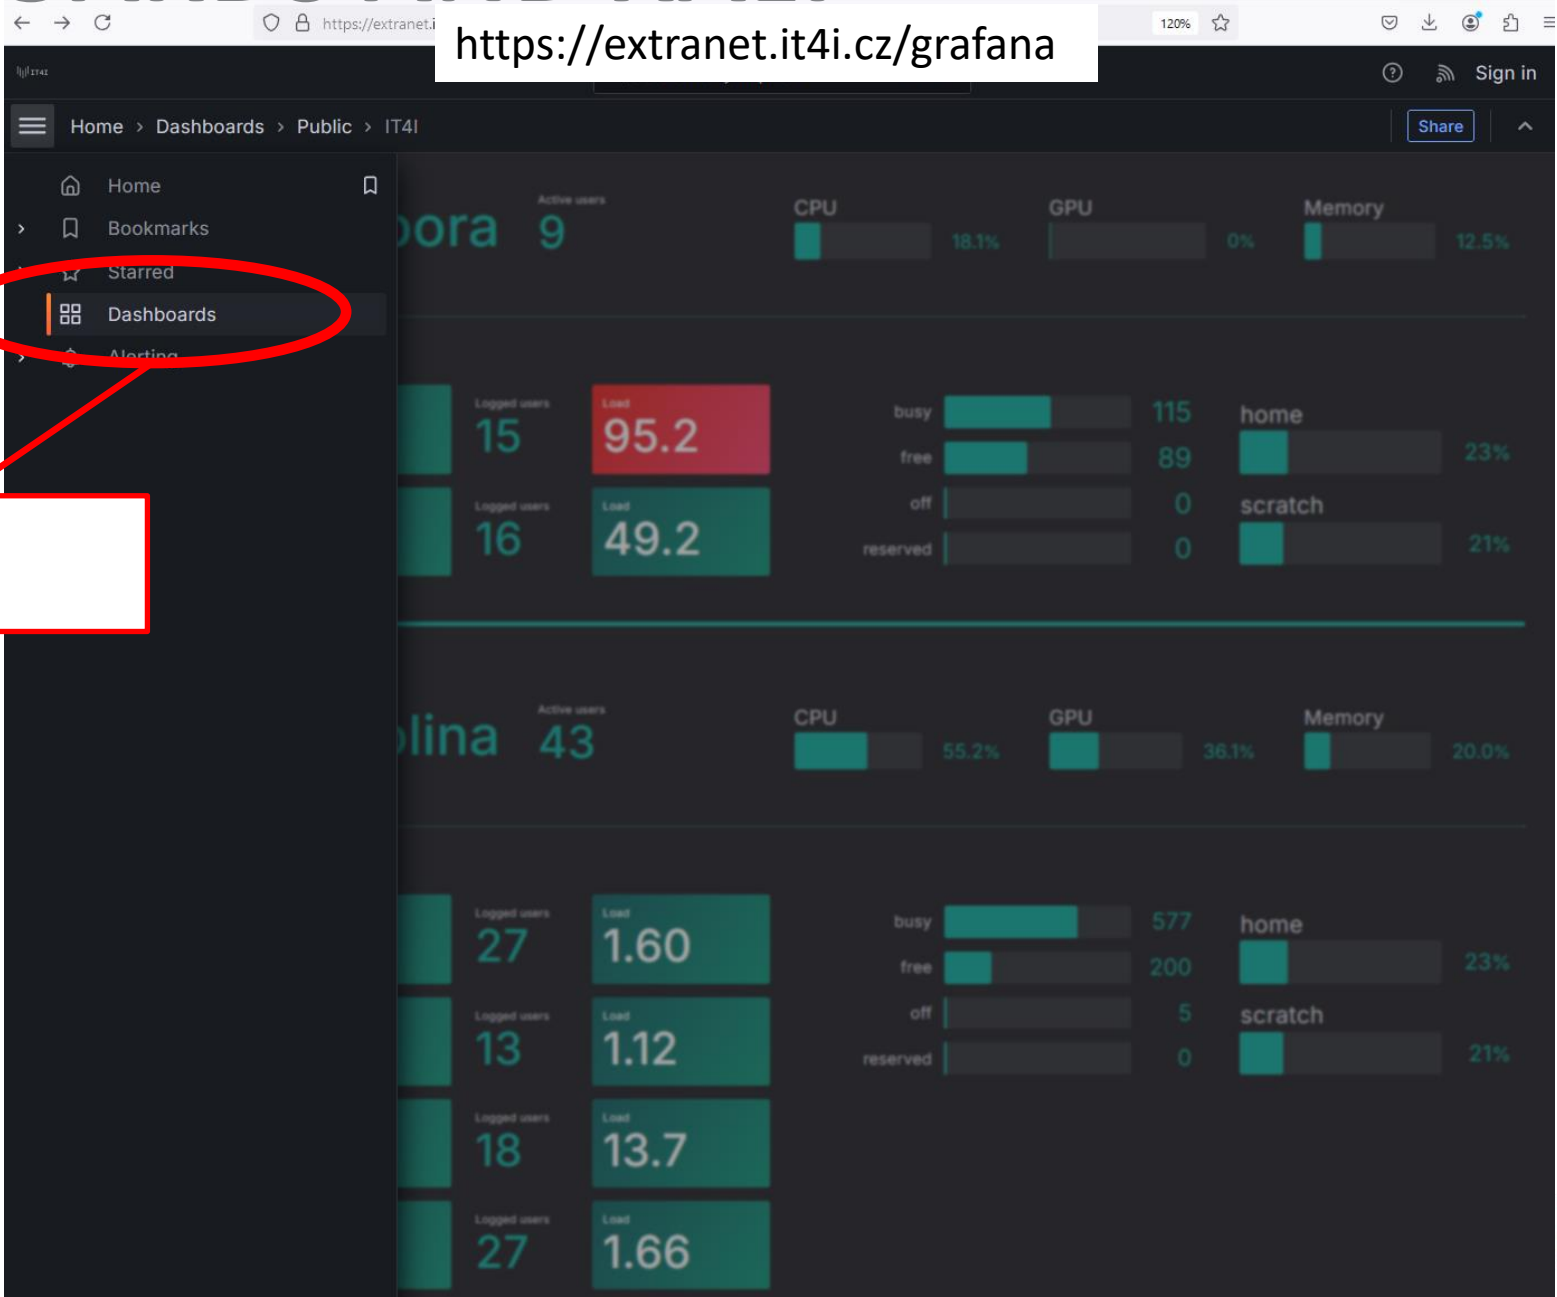 https://extranet.i
https://extranet.it4i.cz/grafana
120%
IT4I
Sign in
Home › Dashboards › Public › IT4I
Share
Home
Bookmarks
Starred
Dashboards
Alerting
bora
Active users
9
CPU
18.1%
GPU
0%
Memory
12.5%
Logged users
15
Load
95.2
Logged users
16
Load
49.2
busy 115
free 89
off 0
reserved 0
home
23%
scratch
21%
lina
Active users
43
CPU
55.2%
GPU
36.1%
Memory
20.0%
Logged users
27
Load
1.60
Logged users
13
Load
1.12
Logged users
18
Load
13.7
Logged users
27
Load
1.66
busy 577
free 200
off 5
reserved 0
home
23%
scratch
21%